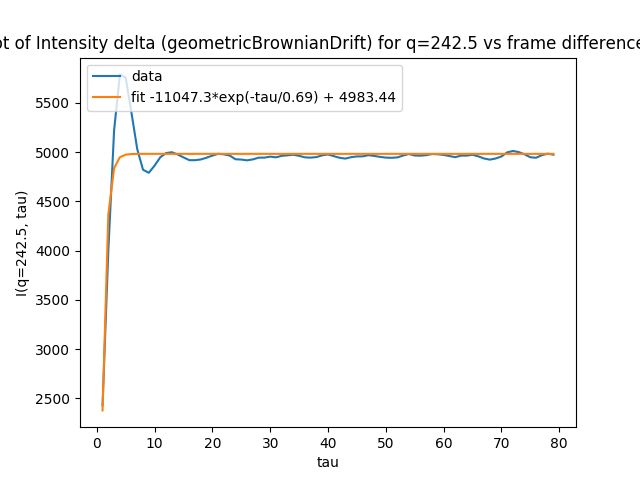 ot of Intensity delta (geometricBrownianDrift) for q=242.5 vs frame difference
data
fit -11047.3*exp(-tau/0.69) + 4983.44
5500
5000
4500
4000
3500
3000
2500
I(q=242.5, tau)
0 10 20 30 40 50 60 70 80
tau